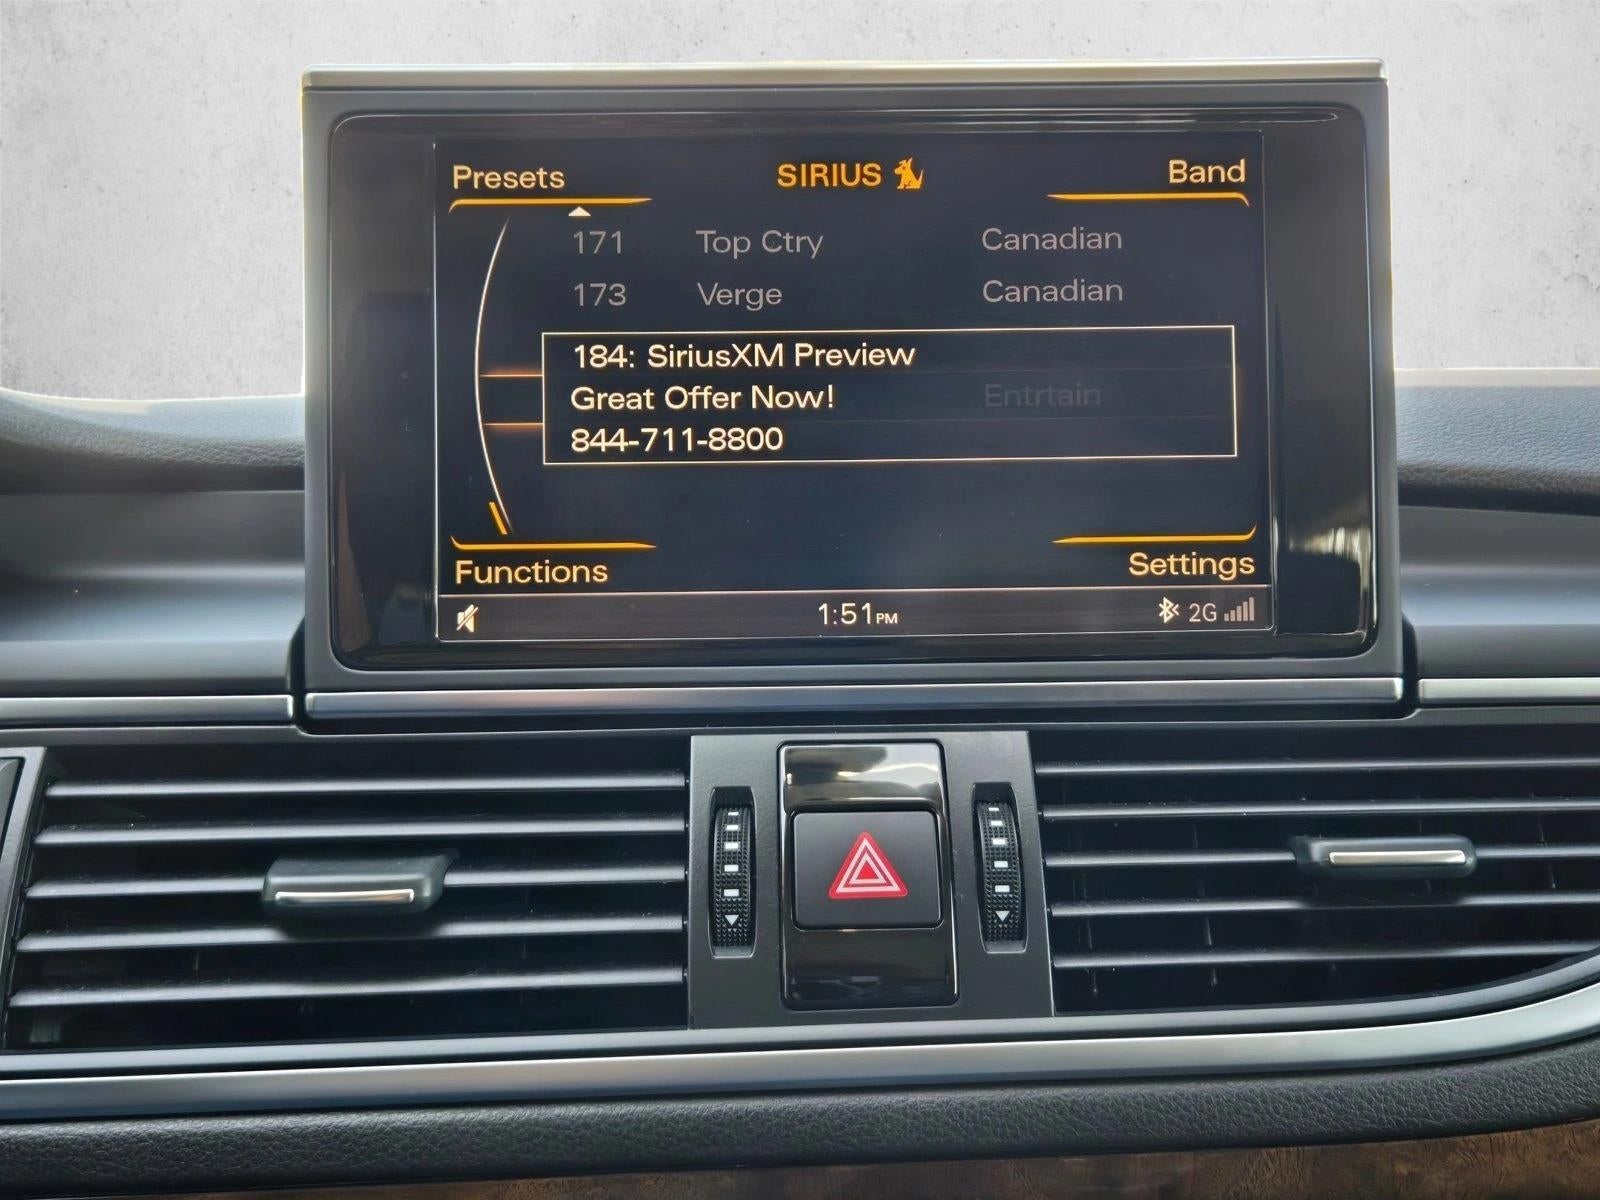 Presets SIRIUS Band
171 Top Ctry Canadian
173 Verge Canadian
184: SiriusXM Preview
Great Offer Now! Entrtain
844-711-8800
Functions Settings
1:51PM 2G